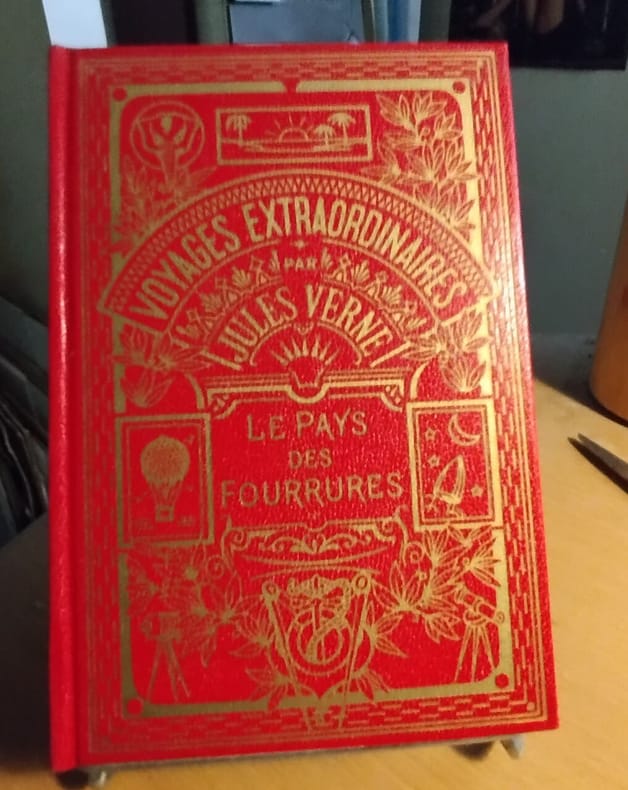 VOYAGES EXTRAORDINAIRES
PAR
JULES VERNE
LE PAYS
DES
FOURRURES